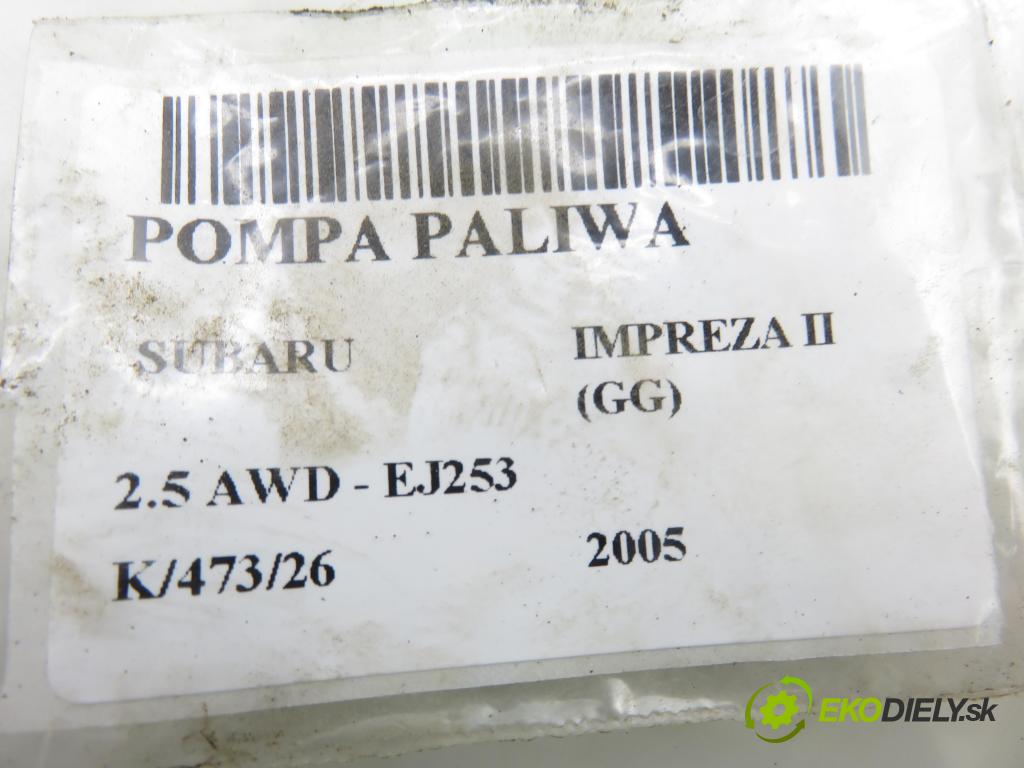 POMPA PALIWA
SUBARU
IMPREZA II
(GG)
2.5 AWD - EJ253
K/473/26
2005
EKODIELY.sk